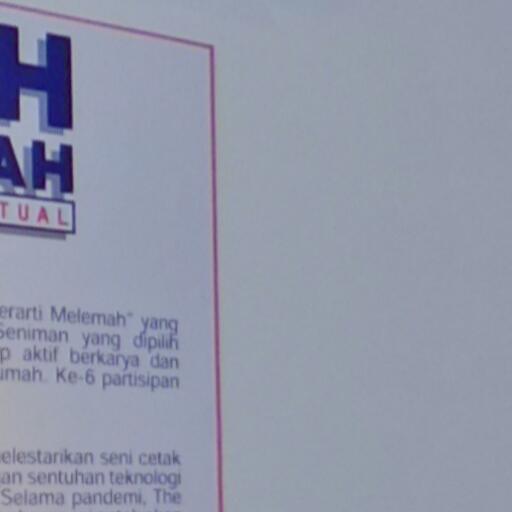 H
AH
TUAL
erarti Melemah" yang
Seniman yang dipilih
p aktif berkarya dan
umah. Ke-6 partisipan
elestarikan seni cetak
an sentuhan teknologi
Selama pandemi, The